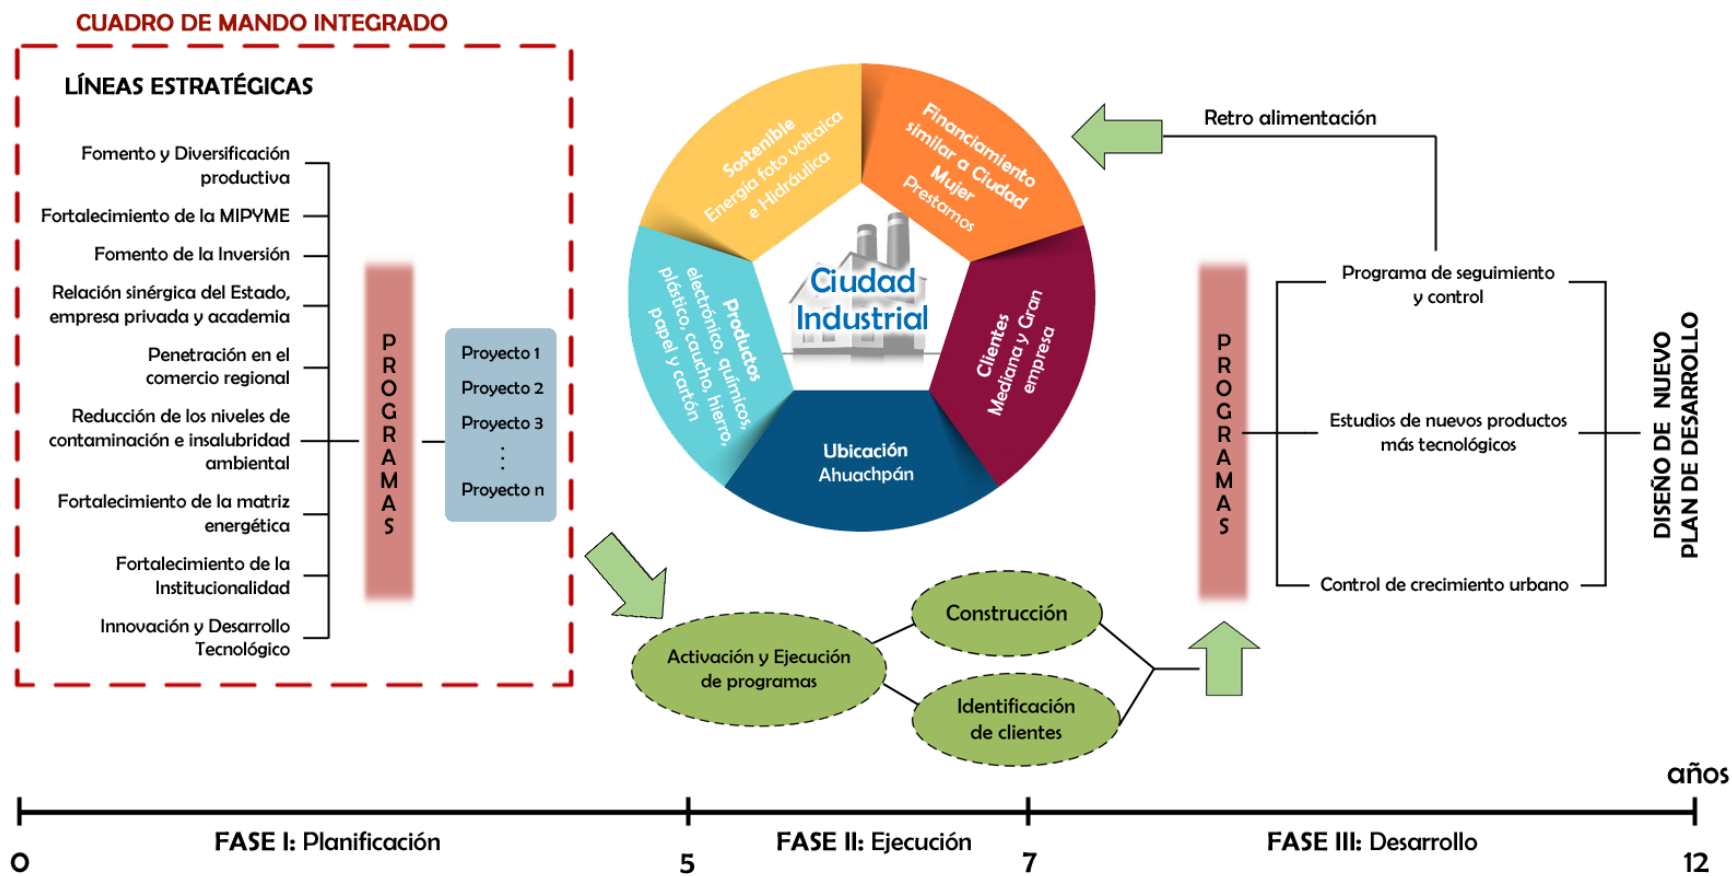 CUADRO DE MANDO INTEGRADO
LÍNEAS ESTRATÉGICAS
Fomento y Diversificación
productiva
Fortalecimiento de la MIPYME
Fomento de la Inversión
Relación sinérgica del Estado,
empresa privada y academia
Penetración en el
comercio regional
Reducción de los niveles de
contaminación e insalubridad
ambiental
Fortalecimiento de la matriz
energética
Fortalecimiento de la
Institucionalidad
Innovación y Desarrollo
Tecnológico
PROGRAMAS
Proyecto 1
Proyecto 2
Proyecto 3
Proyecto n
Sostenible
Energía foto voltaica
e Hidráulica
Financiamiento
similar a Ciudad
Mujer
Prestamos
Productos
electrónico, químicos,
plástico, caucho, hierro,
papel y cartón
Ciudad
Industrial
Clientes
Mediana y Gran
empresa
Ubicación
Ahuachpán
Activación y Ejecución
de programas
Construcción
Identificación
de clientes
Retro alimentación
PROGRAMAS
Programa de seguimiento
y control
Estudios de nuevos productos
más tecnológicos
Control de crecimiento urbano
DISEÑO DE NUEVO
PLAN DE DESARROLLO
años
FASE I: Planificación
FASE II: Ejecución
FASE III: Desarrollo
0
5
7
12